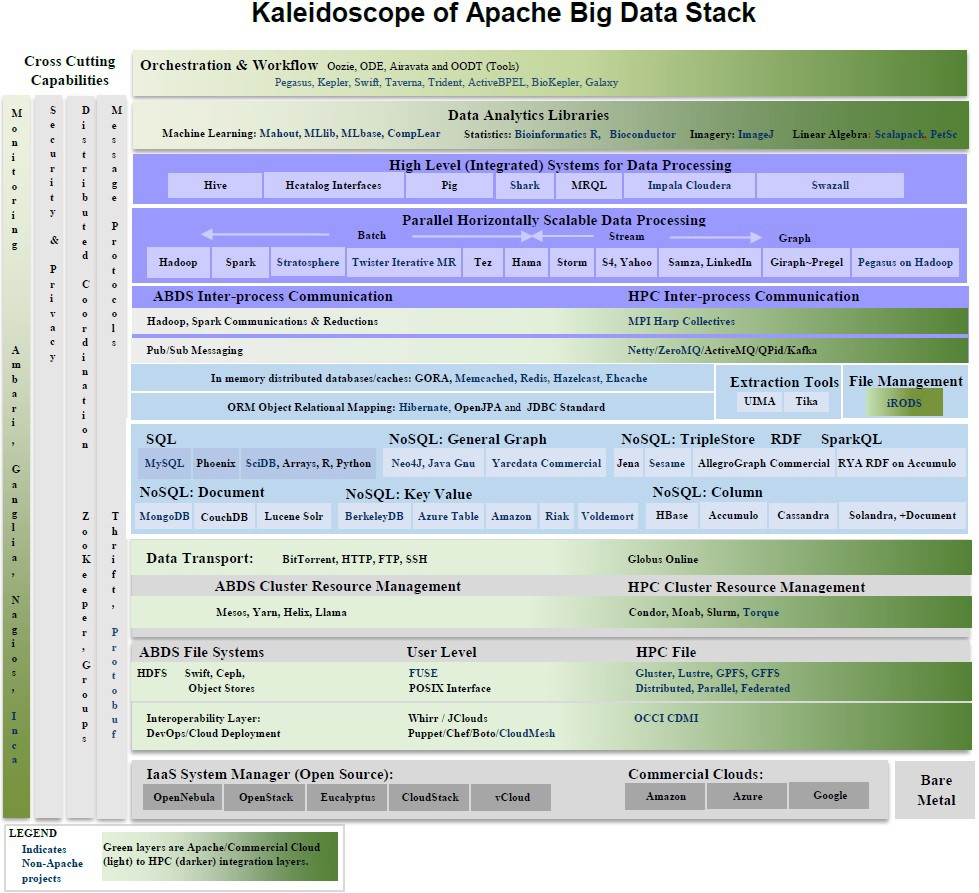 Kaleidoscope of Apache Big Data Stack
Cross Cutting
Capabilities
Monitoring
Ambari, Ganglia, Nagios, Inca
Security & Privacy
Distributed Coordination
ZooKeeper, Groups
Message Protocols
Thrift, Protobuf
Orchestration & Workflow Oozie, ODE, Airavata and OODT (Tools)
Pegasus, Kepler, Swift, Taverna, Trident, ActiveBPEL, BioKepler, Galaxy
Data Analytics Libraries
Machine Learning: Mahout, MLlib, MLbase, CompLear Statistics: Bioinformatics R, Bioconductor Imagery: ImageJ Linear Algebra: Scalapack, PetSc
High Level (Integrated) Systems for Data Processing
Hive Hcatalog Interfaces Pig Shark MRQL Impala Cloudera Swazall
Parallel Horizontally Scalable Data Processing
Batch Stream Graph
Hadoop Spark Stratosphere Twister Iterative MR Tez Hama Storm S4, Yahoo Samza, LinkedIn Giraph~Pregel Pegasus on Hadoop
ABDS Inter-process Communication HPC Inter-process Communication
Hadoop, Spark Communications & Reductions MPI Harp Collectives
Pub/Sub Messaging Netty/ZeroMQ/ActiveMQ/QPid/Kafka
In memory distributed databases/caches: GORA, Memcached, Redis, Hazelcast, Ehcache
ORM Object Relational Mapping: Hibernate, OpenJPA and JDBC Standard
Extraction Tools
UIMA Tika
File Management
iRODS
SQL NoSQL: General Graph NoSQL: TripleStore RDF SparkQL
MySQL Phoenix SciDB, Arrays, R, Python Neo4J, Java Gnu Yarcdata Commercial Jena Sesame AllegroGraph Commercial RYA RDF on Accumulo
NoSQL: Document NoSQL: Key Value NoSQL: Column
MongoDB CouchDB Lucene Solr BerkeleyDB Azure Table Amazon Riak Voldemort HBase Accumulo Cassandra Solandra, +Document
Data Transport: BitTorrent, HTTP, FTP, SSH Globus Online
ABDS Cluster Resource Management HPC Cluster Resource Management
Mesos, Yarn, Helix, Llama Condor, Moab, Slurm, Torque
ABDS File Systems User Level HPC File
HDFS Swift, Ceph, FUSE Gluster, Lustre, GPFS, GFFS
Object Stores POSIX Interface Distributed, Parallel, Federated
Interoperability Layer: Whirr / JClouds OCCI CDMI
DevOps/Cloud Deployment Puppet/Chef/Boto/CloudMesh
IaaS System Manager (Open Source): Commercial Clouds:
OpenNebula OpenStack Eucalyptus CloudStack vCloud Amazon Azure Google
Bare
Metal
LEGEND
Indicates
Non-Apache
projects
Green layers are Apache/Commercial Cloud
(light) to HPC (darker) integration layers.